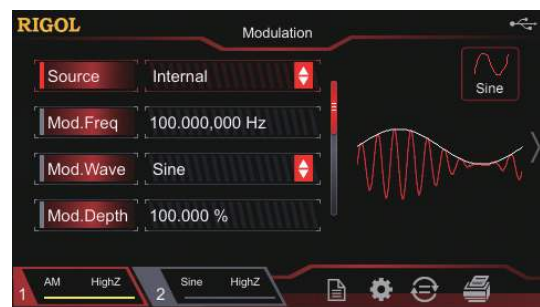 RIGOL
Modulation
Sine
Source Internal
Mod.Freq 100.000,000 Hz
Mod.Wave Sine
Mod.Depth 100.000 %
1 AM HighZ 2 Sine HighZ